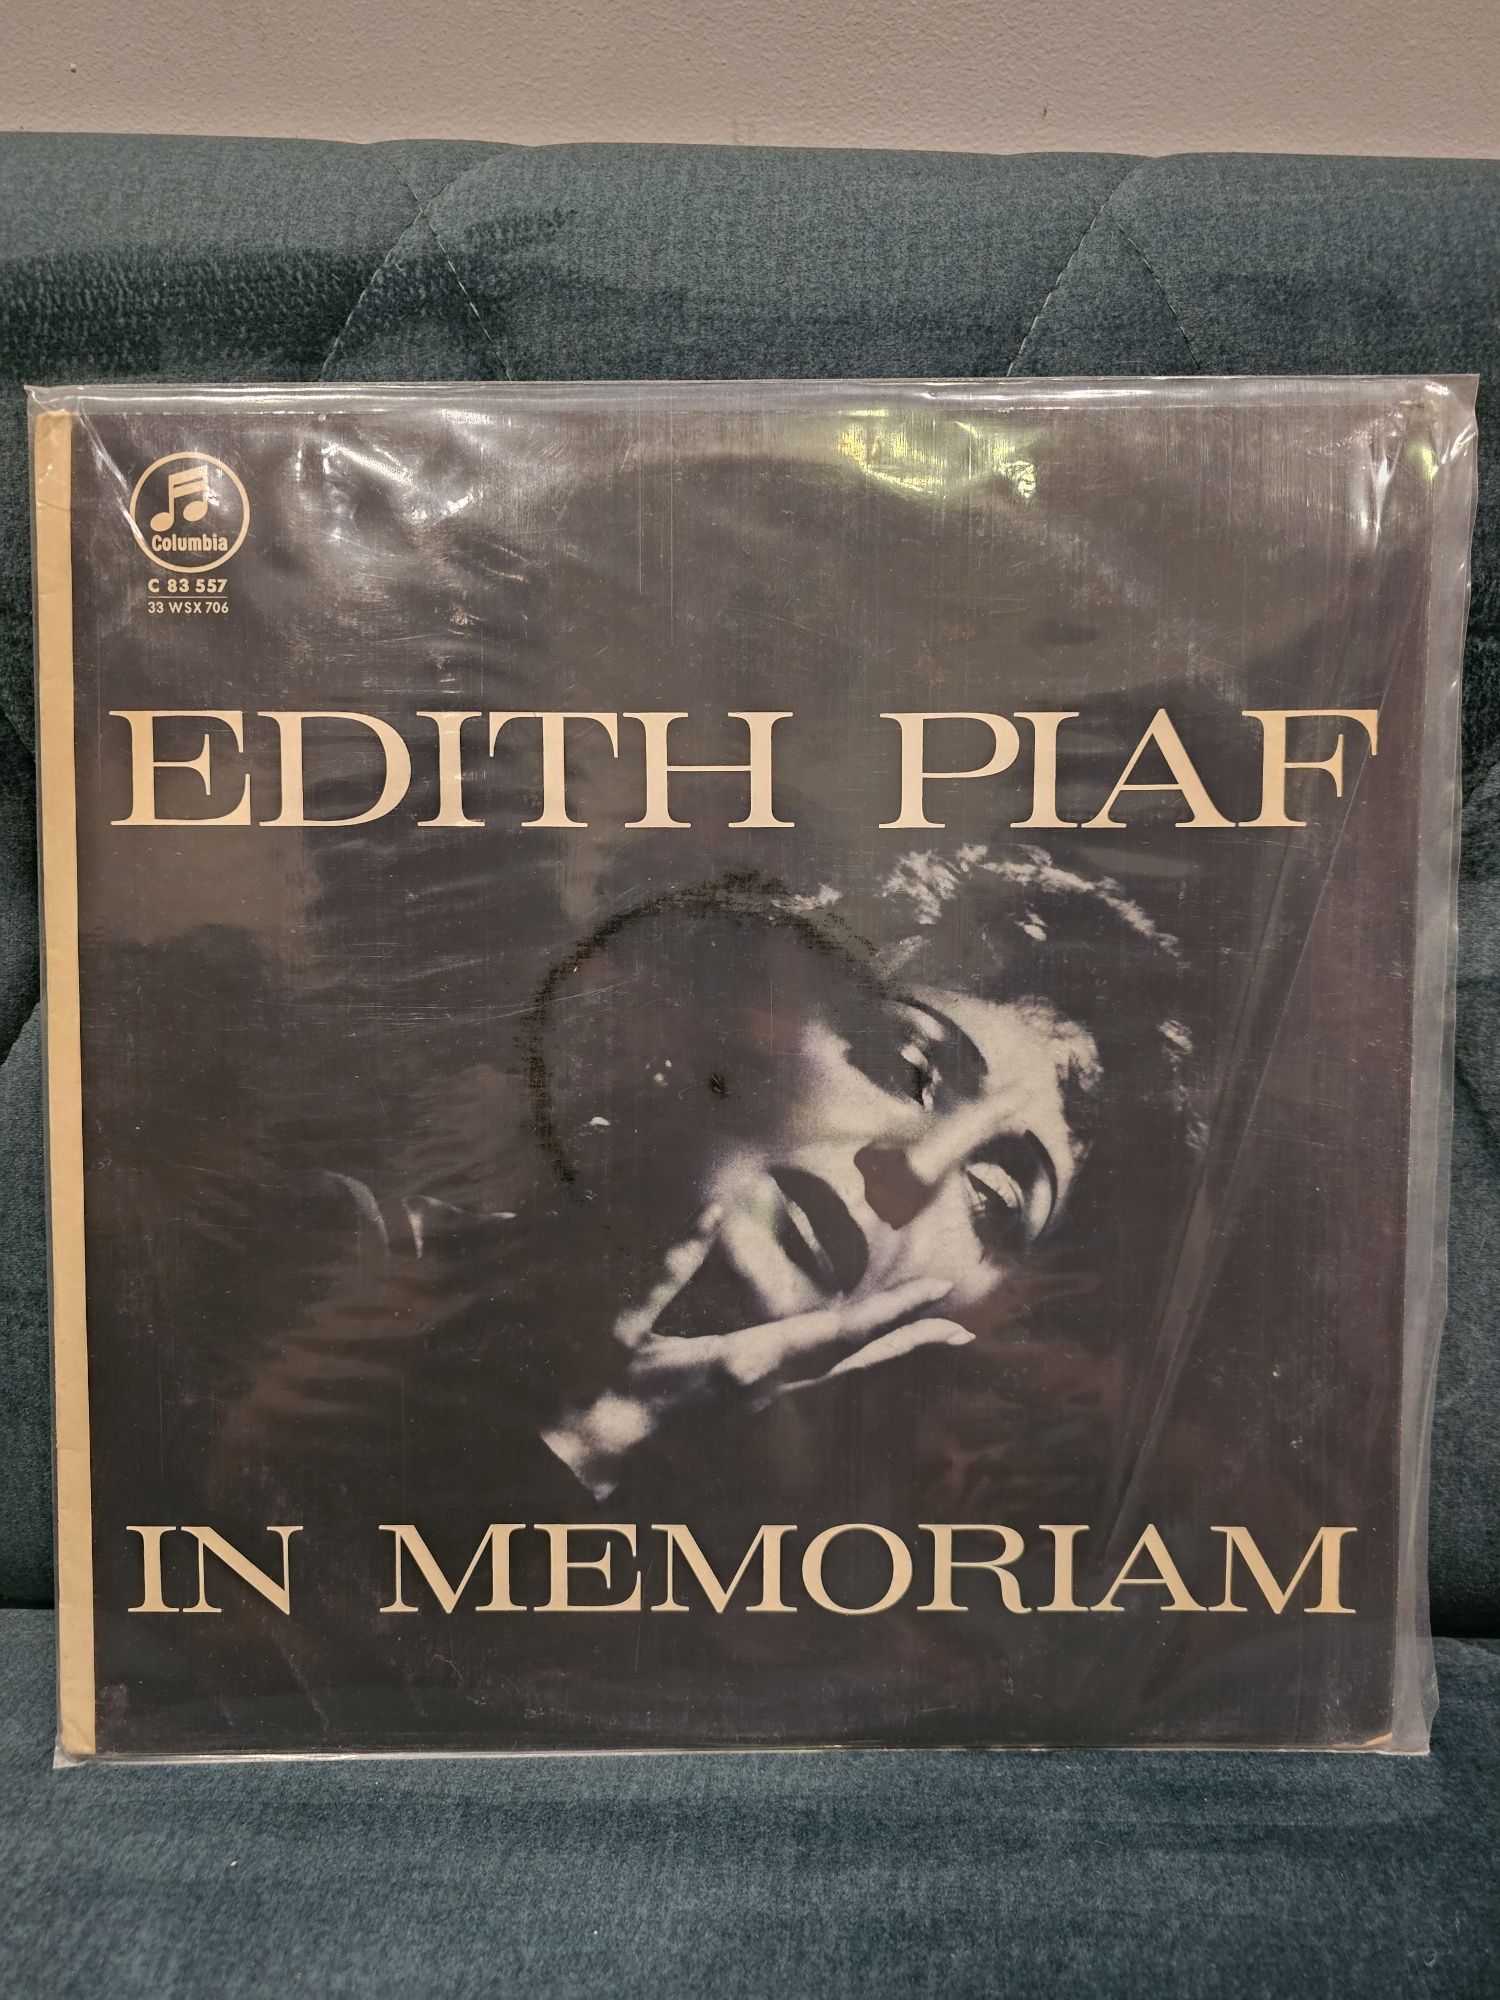 Columbia
C 83 557
33 WSX 706
EDITH PIAF
IN MEMORIAM